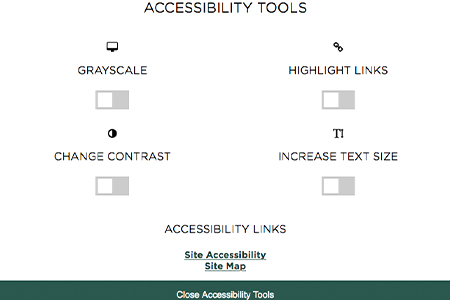 ACCESSIBILITY TOOLS
GRAYSCALE
HIGHLIGHT LINKS
CHANGE CONTRAST
INCREASE TEXT SIZE
ACCESSIBILITY LINKS
Site Accessibility
Site Map
Close Accessibility Tools